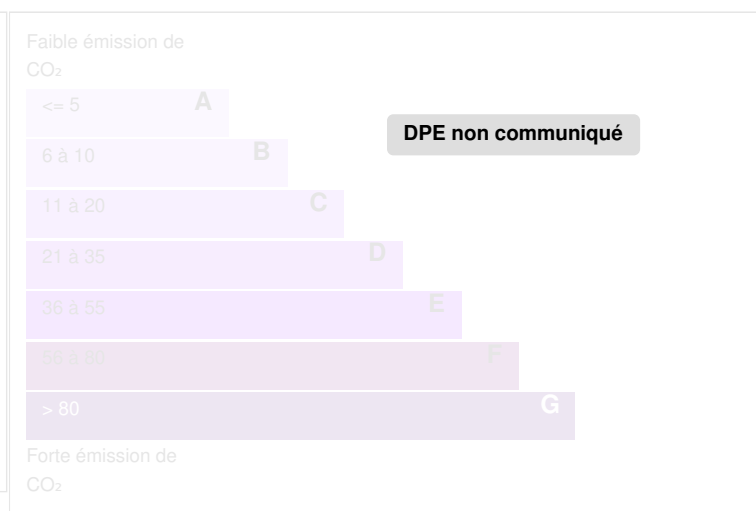 Faible émission de
CO₂
<= 5 A
DPE non communiqué
6 à 10 B
11 à 20 C
21 à 35 D
36 à 55 E
56 à 80 F
> 80 G
Forte émission de
CO₂